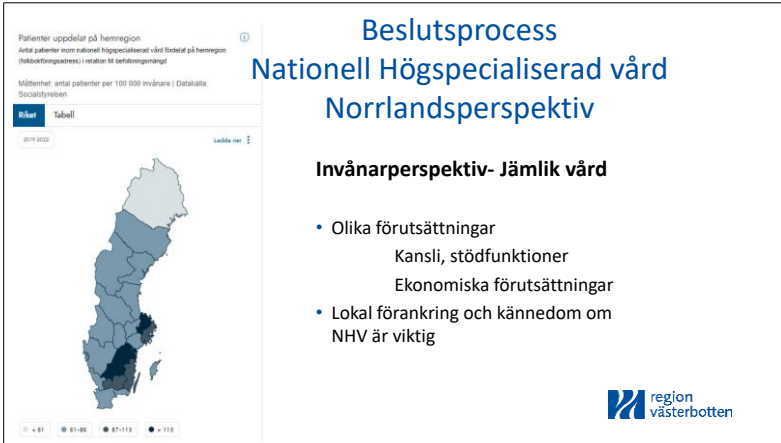 Beslutsprocess
Nationell Högspecialiserad vård
Norrlandsperspektiv
Patienter uppdelat på hemregion
Antal patienter inom nationell högspecialiserad vård fördelat på hemregion
(folkbokföringsadress) i relation till befolkningsmängd
Måttenhet: antal patienter per 100 000 invånare | Datakälla:
Socialstyrelsen
Riket Tabell
2019-2022
Ladda ner
< 61 61-86 87-113 > 113
Invånarperspektiv- Jämlik vård
• Olika förutsättningar
Kansli, stödfunktioner
Ekonomiska förutsättningar
• Lokal förankring och kännedom om
NHV är viktig
region
västerbotten